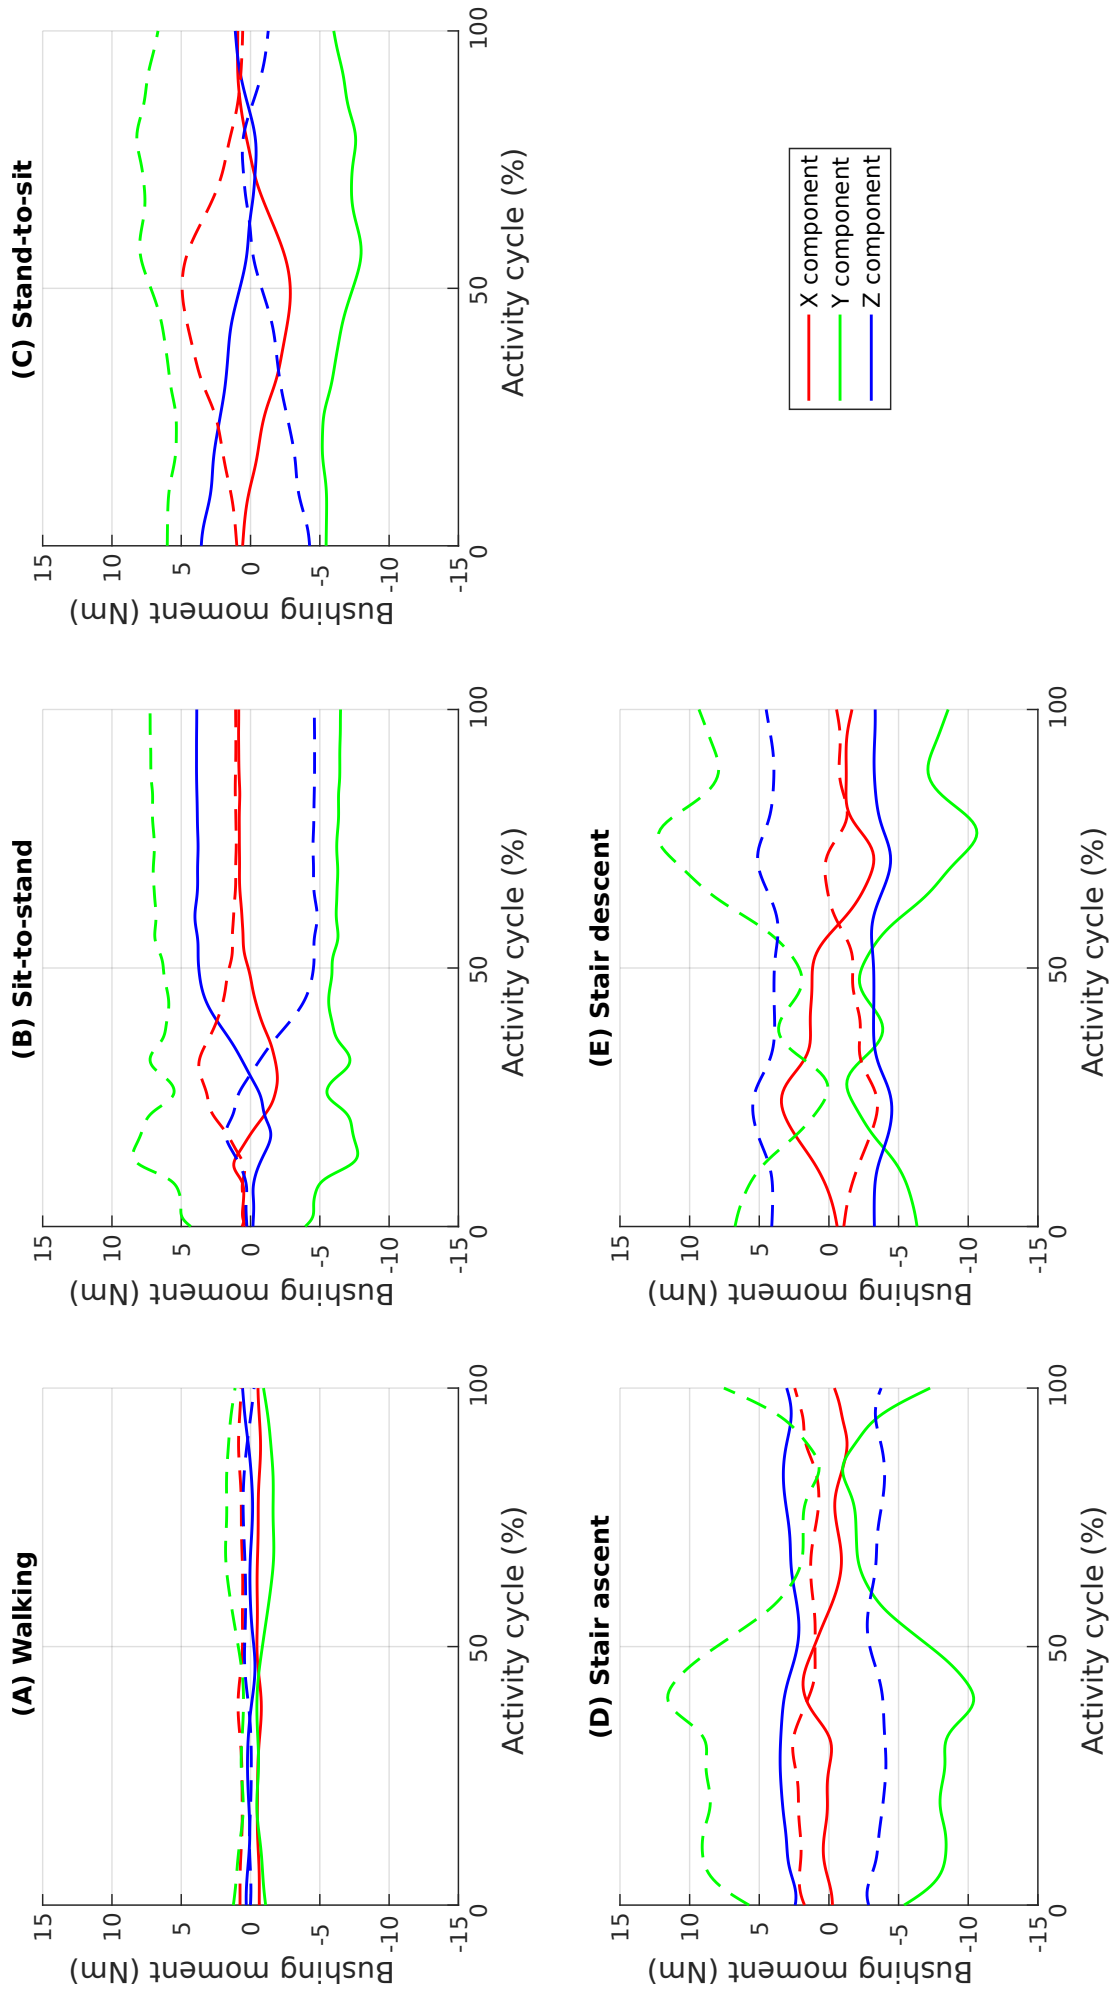 (A) Walking
15
10
5
0
-5
-10
-15
0
50
100
Bushing moment (Nm)
Activity cycle (%)
(B) Sit-to-stand
15
10
5
0
-5
-10
-15
0
50
100
Bushing moment (Nm)
Activity cycle (%)
(C) Stand-to-sit
15
10
5
0
-5
-10
-15
0
50
100
Bushing moment (Nm)
Activity cycle (%)
(D) Stair ascent
15
10
5
0
-5
-10
-15
0
50
100
Bushing moment (Nm)
Activity cycle (%)
(E) Stair descent
15
10
5
0
-5
-10
-15
0
50
100
Bushing moment (Nm)
Activity cycle (%)
X component
Y component
Z component